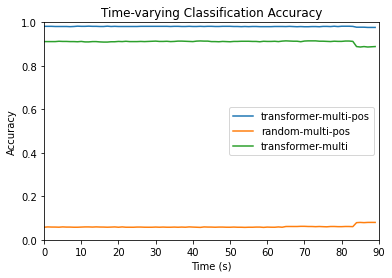 Time-varying Classification Accuracy
1.0
0.8
0.6
0.4
0.2
0.0
Accuracy
transformer-multi-pos
random-multi-pos
transformer-multi
0 10 20 30 40 50 60 70 80 90
Time (s)